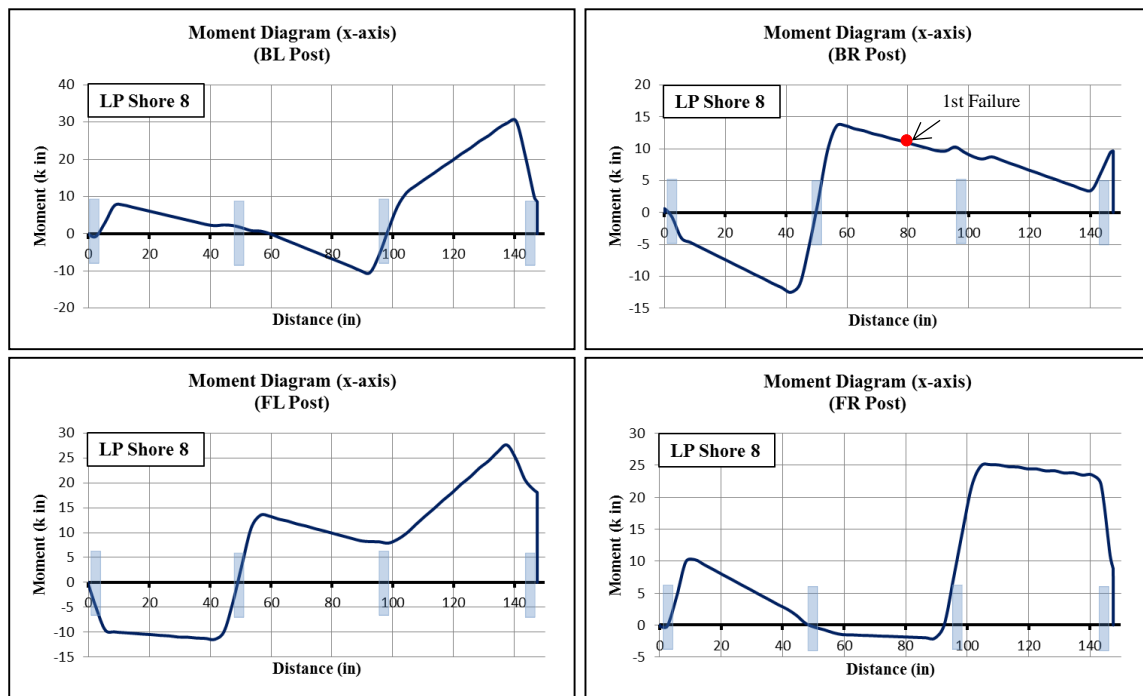 Moment Diagram (x-axis)
(BL Post)
LP Shore 8
Moment (k in)
40
30
20
10
0
-10
-20
0 20 40 60 80 100 120 140
Distance (in)
Moment Diagram (x-axis)
(BR Post)
LP Shore 8
1st Failure
Moment (k in)
20
15
10
5
0
-5
-10
-15
0 20 40 60 80 100 120 140
Distance (in)
Moment Diagram (x-axis)
(FL Post)
LP Shore 8
Moment (k in)
30
25
20
15
10
5
0
-5
-10
-15
0 20 40 60 80 100 120 140
Distance (in)
Moment Diagram (x-axis)
(FR Post)
LP Shore 8
Moment (k in)
30
25
20
15
10
5
0
-5
0 20 40 60 80 100 120 140
Distance (in)